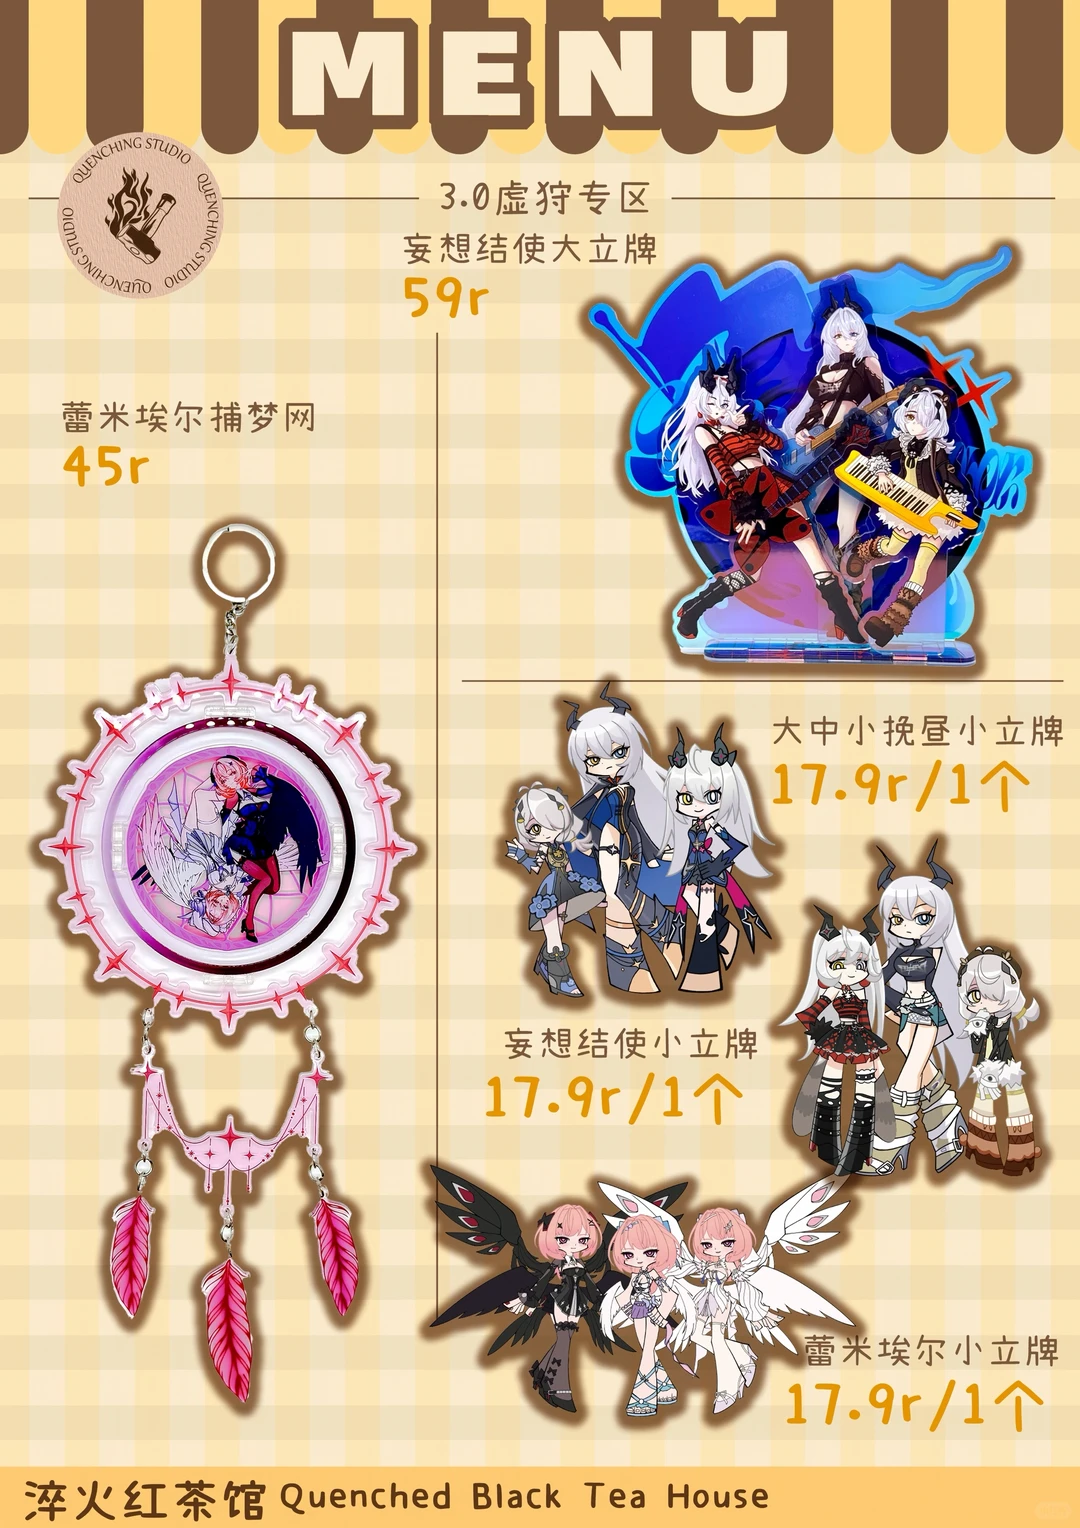 MENU
QUENCHING STUDIO QUENCHING STUDIO QUENCHING STUDIO
3.0虚狩专区
妄想结使大立牌
59r
蕾米埃尔捕梦网
45r
大中小挽昼小立牌
17.9r/1个
妄想结使小立牌
17.9r/1个
蕾米埃尔小立牌
17.9r/1个
淬火红茶馆 Quenched Black Tea House